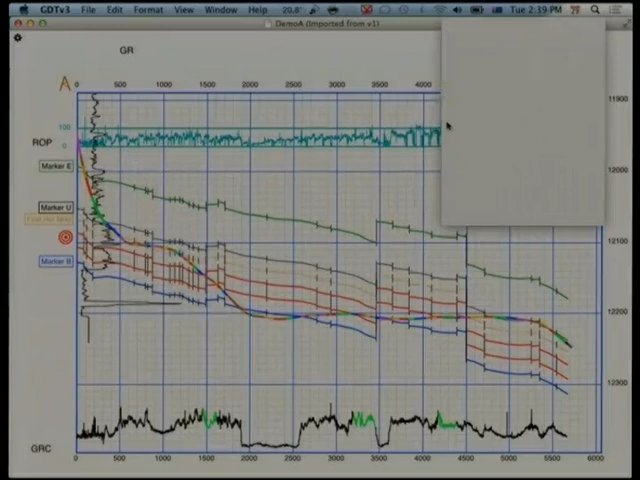 GDTv3 File Edit Format View Window Help 20.8° Tue 2:39 PM
DemoA (Imported from v1)
GR
A
0 500 1000 1500 2000 2500 3000 3500 4000
11900
100
ROP
0
12000
Marker E
Marker U
12100
Marker B
12200
12300
GRC
0 500 1000 1500 2000 2500 3000 3500 4000 4500 5000 5500 6000